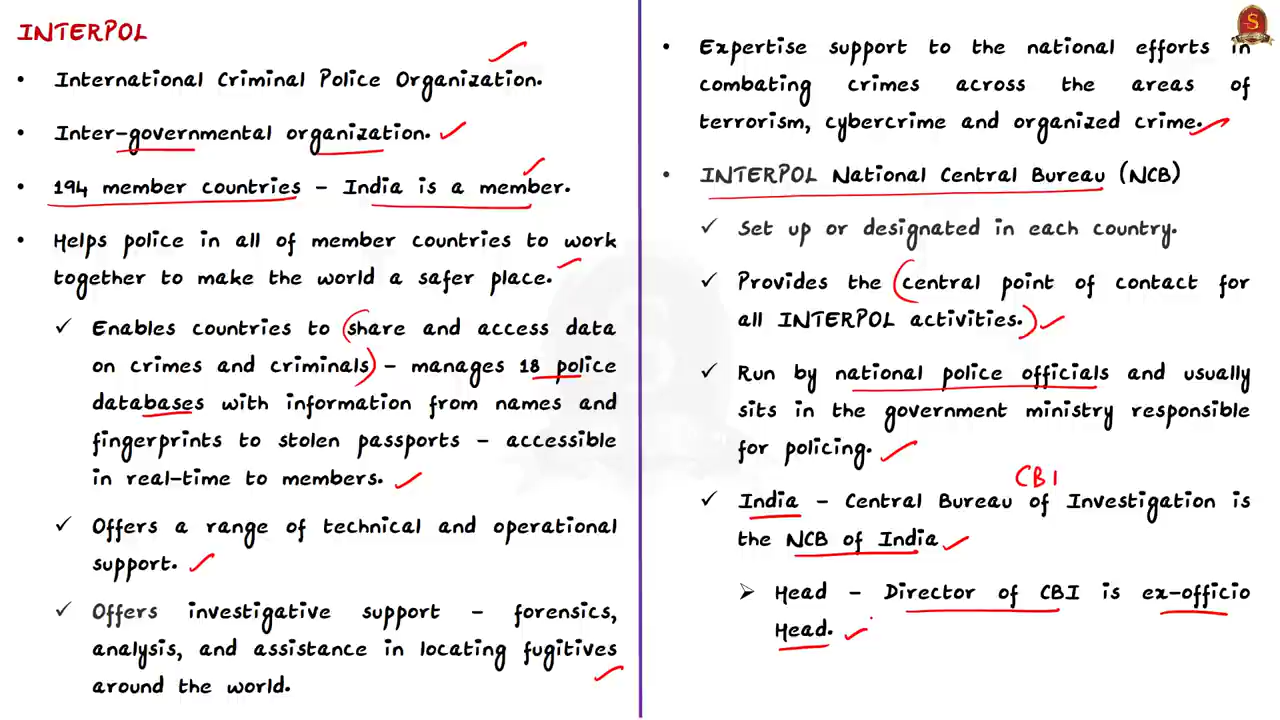 INTERPOL
• International Criminal Police Organization.
• Inter-governmental organization.
• 194 member countries – India is a member.
• Helps police in all of member countries to work
together to make the world a safer place.
✓ Enables countries to (share and access data
on crimes and criminals) – manages 18 police
databases with information from names and
fingerprints to stolen passports – accessible
in real-time to members.
✓ Offers a range of technical and operational
support.
✓ Offers investigative support – forensics,
analysis, and assistance in locating fugitives
around the world.
S
• Expertise support to the national efforts in
combating crimes across the areas of
terrorism, cybercrime and organized crime.
• INTERPOL National Central Bureau (NCB)
✓ Set up or designated in each country.
✓ Provides the (central point of contact for
all INTERPOL activities.)
✓ Run by national police officials and usually
sits in the government ministry responsible
for policing.
CBI
✓ India – Central Bureau of Investigation is
the NCB of India
➢ Head – Director of CBI is ex-officio
Head.